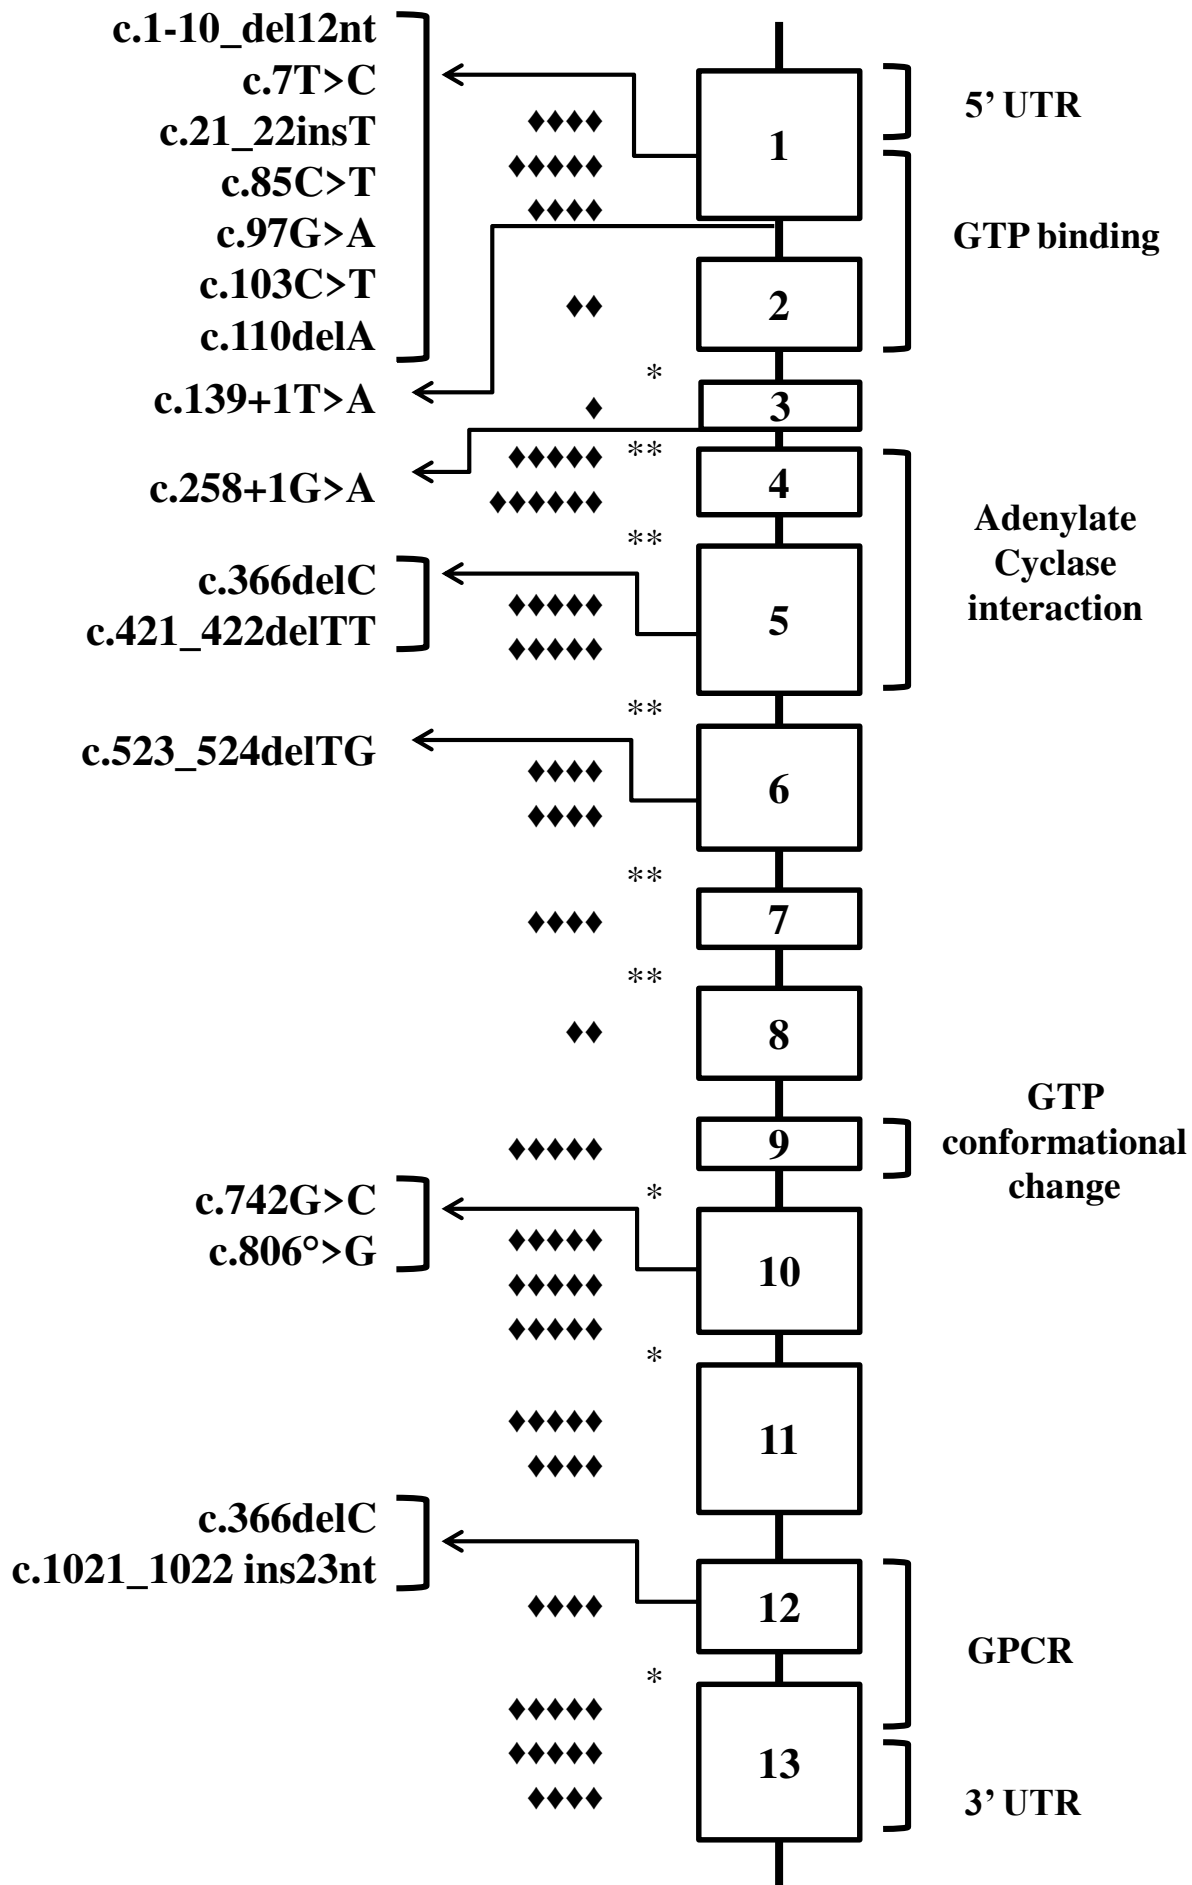 c.1-10_del12nt
c.7T>C
c.21_22insT
c.85C>T
c.97G>A
c.103C>T
c.110delA
c.139+1T>A
c.258+1G>A
c.366delC
c.421_422delTT
c.523_524delTG
c.742G>C
c.806°>G
c.366delC
c.1021_1022 ins23nt
♦♦♦♦
♦♦♦♦♦
♦♦♦♦
♦♦
*
♦
**
♦♦♦♦♦
♦♦♦♦♦♦
**
♦♦♦♦♦
♦♦♦♦♦
**
♦♦♦♦
♦♦♦♦
**
♦♦♦♦
**
♦♦
♦♦♦♦♦
*
♦♦♦♦♦
♦♦♦♦♦
♦♦♦♦♦
*
♦♦♦♦♦
♦♦♦♦
♦♦♦♦
*
♦♦♦♦♦
♦♦♦♦♦
♦♦♦♦
1
2
3
4
5
6
7
8
9
10
11
12
13
5’ UTR
GTP binding
Adenylate
Cyclase
interaction
GTP
conformational
change
GPCR
3’ UTR